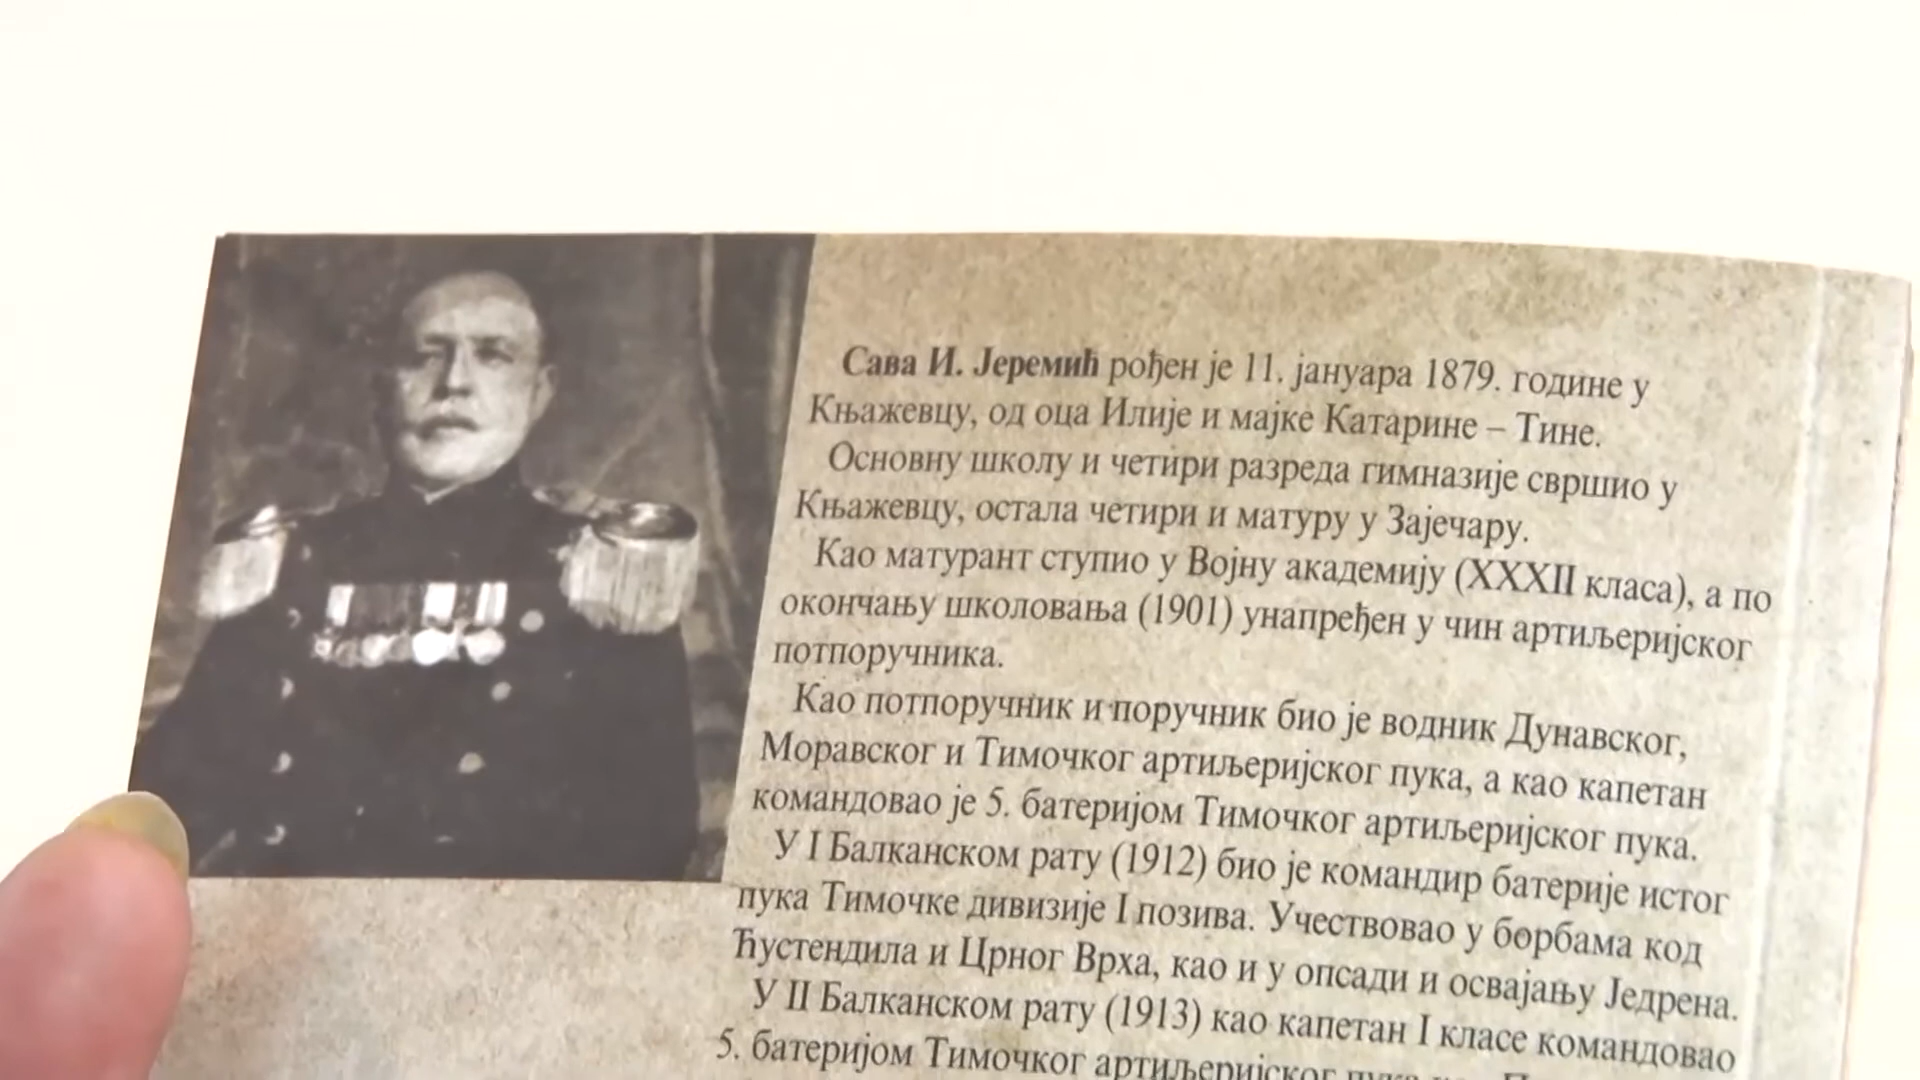 Сава И. Јеремић рођен је 11. јануара 1879. године у
Књажевцу, од оца Илије и мајке Катарине – Тине.
Основну школу и четири разреда гимназије свршио у
Књажевцу, остала четири и матуру у Зајечару.
Као матурант ступио у Војну академију (XXXII класа), а по
окончању школовања (1901) унапређен у чин артиљеријског
потпоручника.
Као потпоручник и поручник био је водник Дунавског,
Моравског и Тимочког артиљеријског пука, а као капетан
командовао је 5. батеријом Тимочког артиљеријског пука.
У I Балканском рату (1912) био је командир батерије истог
пука Тимочке дивизије I позива. Учествовао у борбама код
Ћустендила и Црног Врха, као и у опсади и освајању Једрена.
У II Балканском рату (1913) као капетан I класе командовао
5. батеријом Тимочког артиљеријског пука